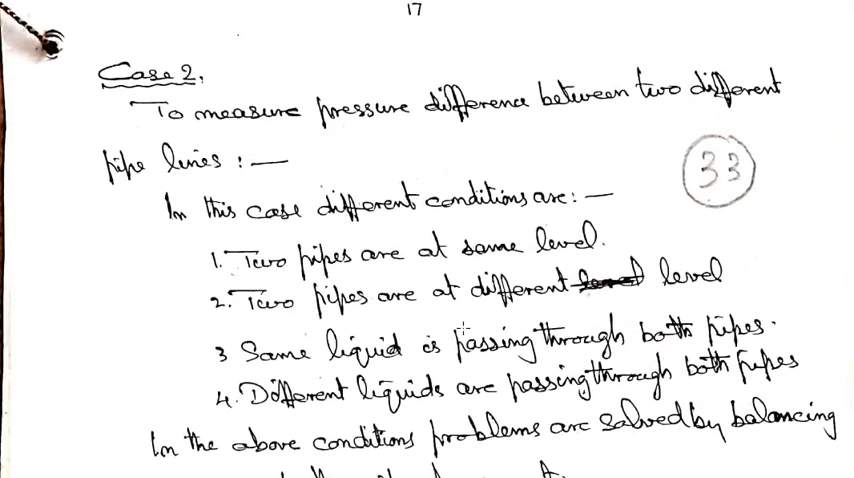 17
Case 2.
To measure pressure difference between two different
pipe lines : —
33
In this case different conditions are : —
1. Two pipes are at same level.
2. Two pipes are at different level level
3 Same liquid is passing through both pipes.
4. Different liquids are passing through both pipes
In the above conditions problems are solved by balancing